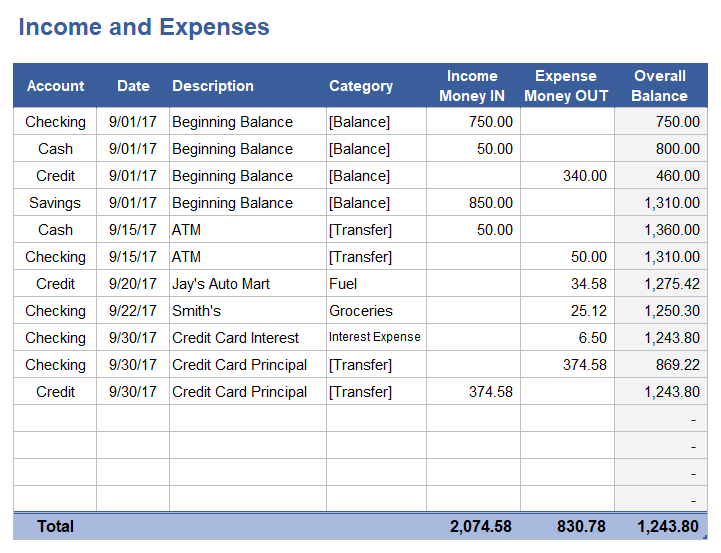 Income and Expenses
Account Date Description Category Income Money IN Expense Money OUT Overall Balance
Checking 9/01/17 Beginning Balance [Balance] 750.00 750.00
Cash 9/01/17 Beginning Balance [Balance] 50.00 800.00
Credit 9/01/17 Beginning Balance [Balance] 340.00 460.00
Savings 9/01/17 Beginning Balance [Balance] 850.00 1,310.00
Cash 9/15/17 ATM [Transfer] 50.00 1,360.00
Checking 9/15/17 ATM [Transfer] 50.00 1,310.00
Credit 9/20/17 Jay's Auto Mart Fuel 34.58 1,275.42
Checking 9/22/17 Smith's Groceries 25.12 1,250.30
Checking 9/30/17 Credit Card Interest Interest Expense 6.50 1,243.80
Checking 9/30/17 Credit Card Principal [Transfer] 374.58 869.22
Credit 9/30/17 Credit Card Principal [Transfer] 374.58 1,243.80
-
-
-
-
Total 2,074.58 830.78 1,243.80